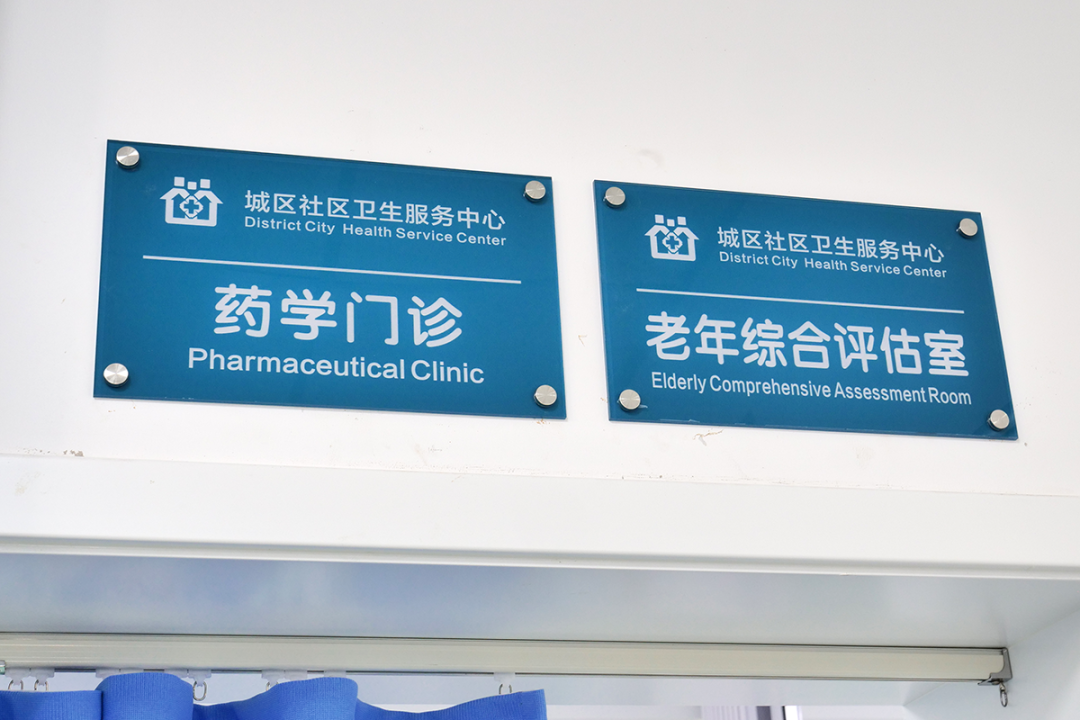 城区社区卫生服务中心
District City Health Service Center
药学门诊
Pharmaceutical Clinic
城区社区卫生服务中心
District City Health Service Center
老年综合评估室
Elderly Comprehensive Assessment Room